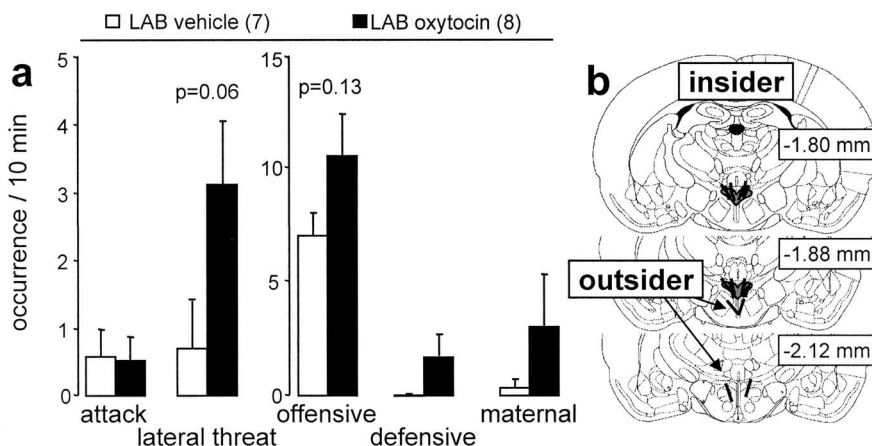 LAB vehicle (7) LAB oxytocin (8)
a
occurrence / 10 min
5
4
3
2
1
0
p=0.06
attack
lateral threat
15
10
5
0
p=0.13
offensive
defensive
maternal
b
insider
-1.80 mm
-1.88 mm
outsider
-2.12 mm